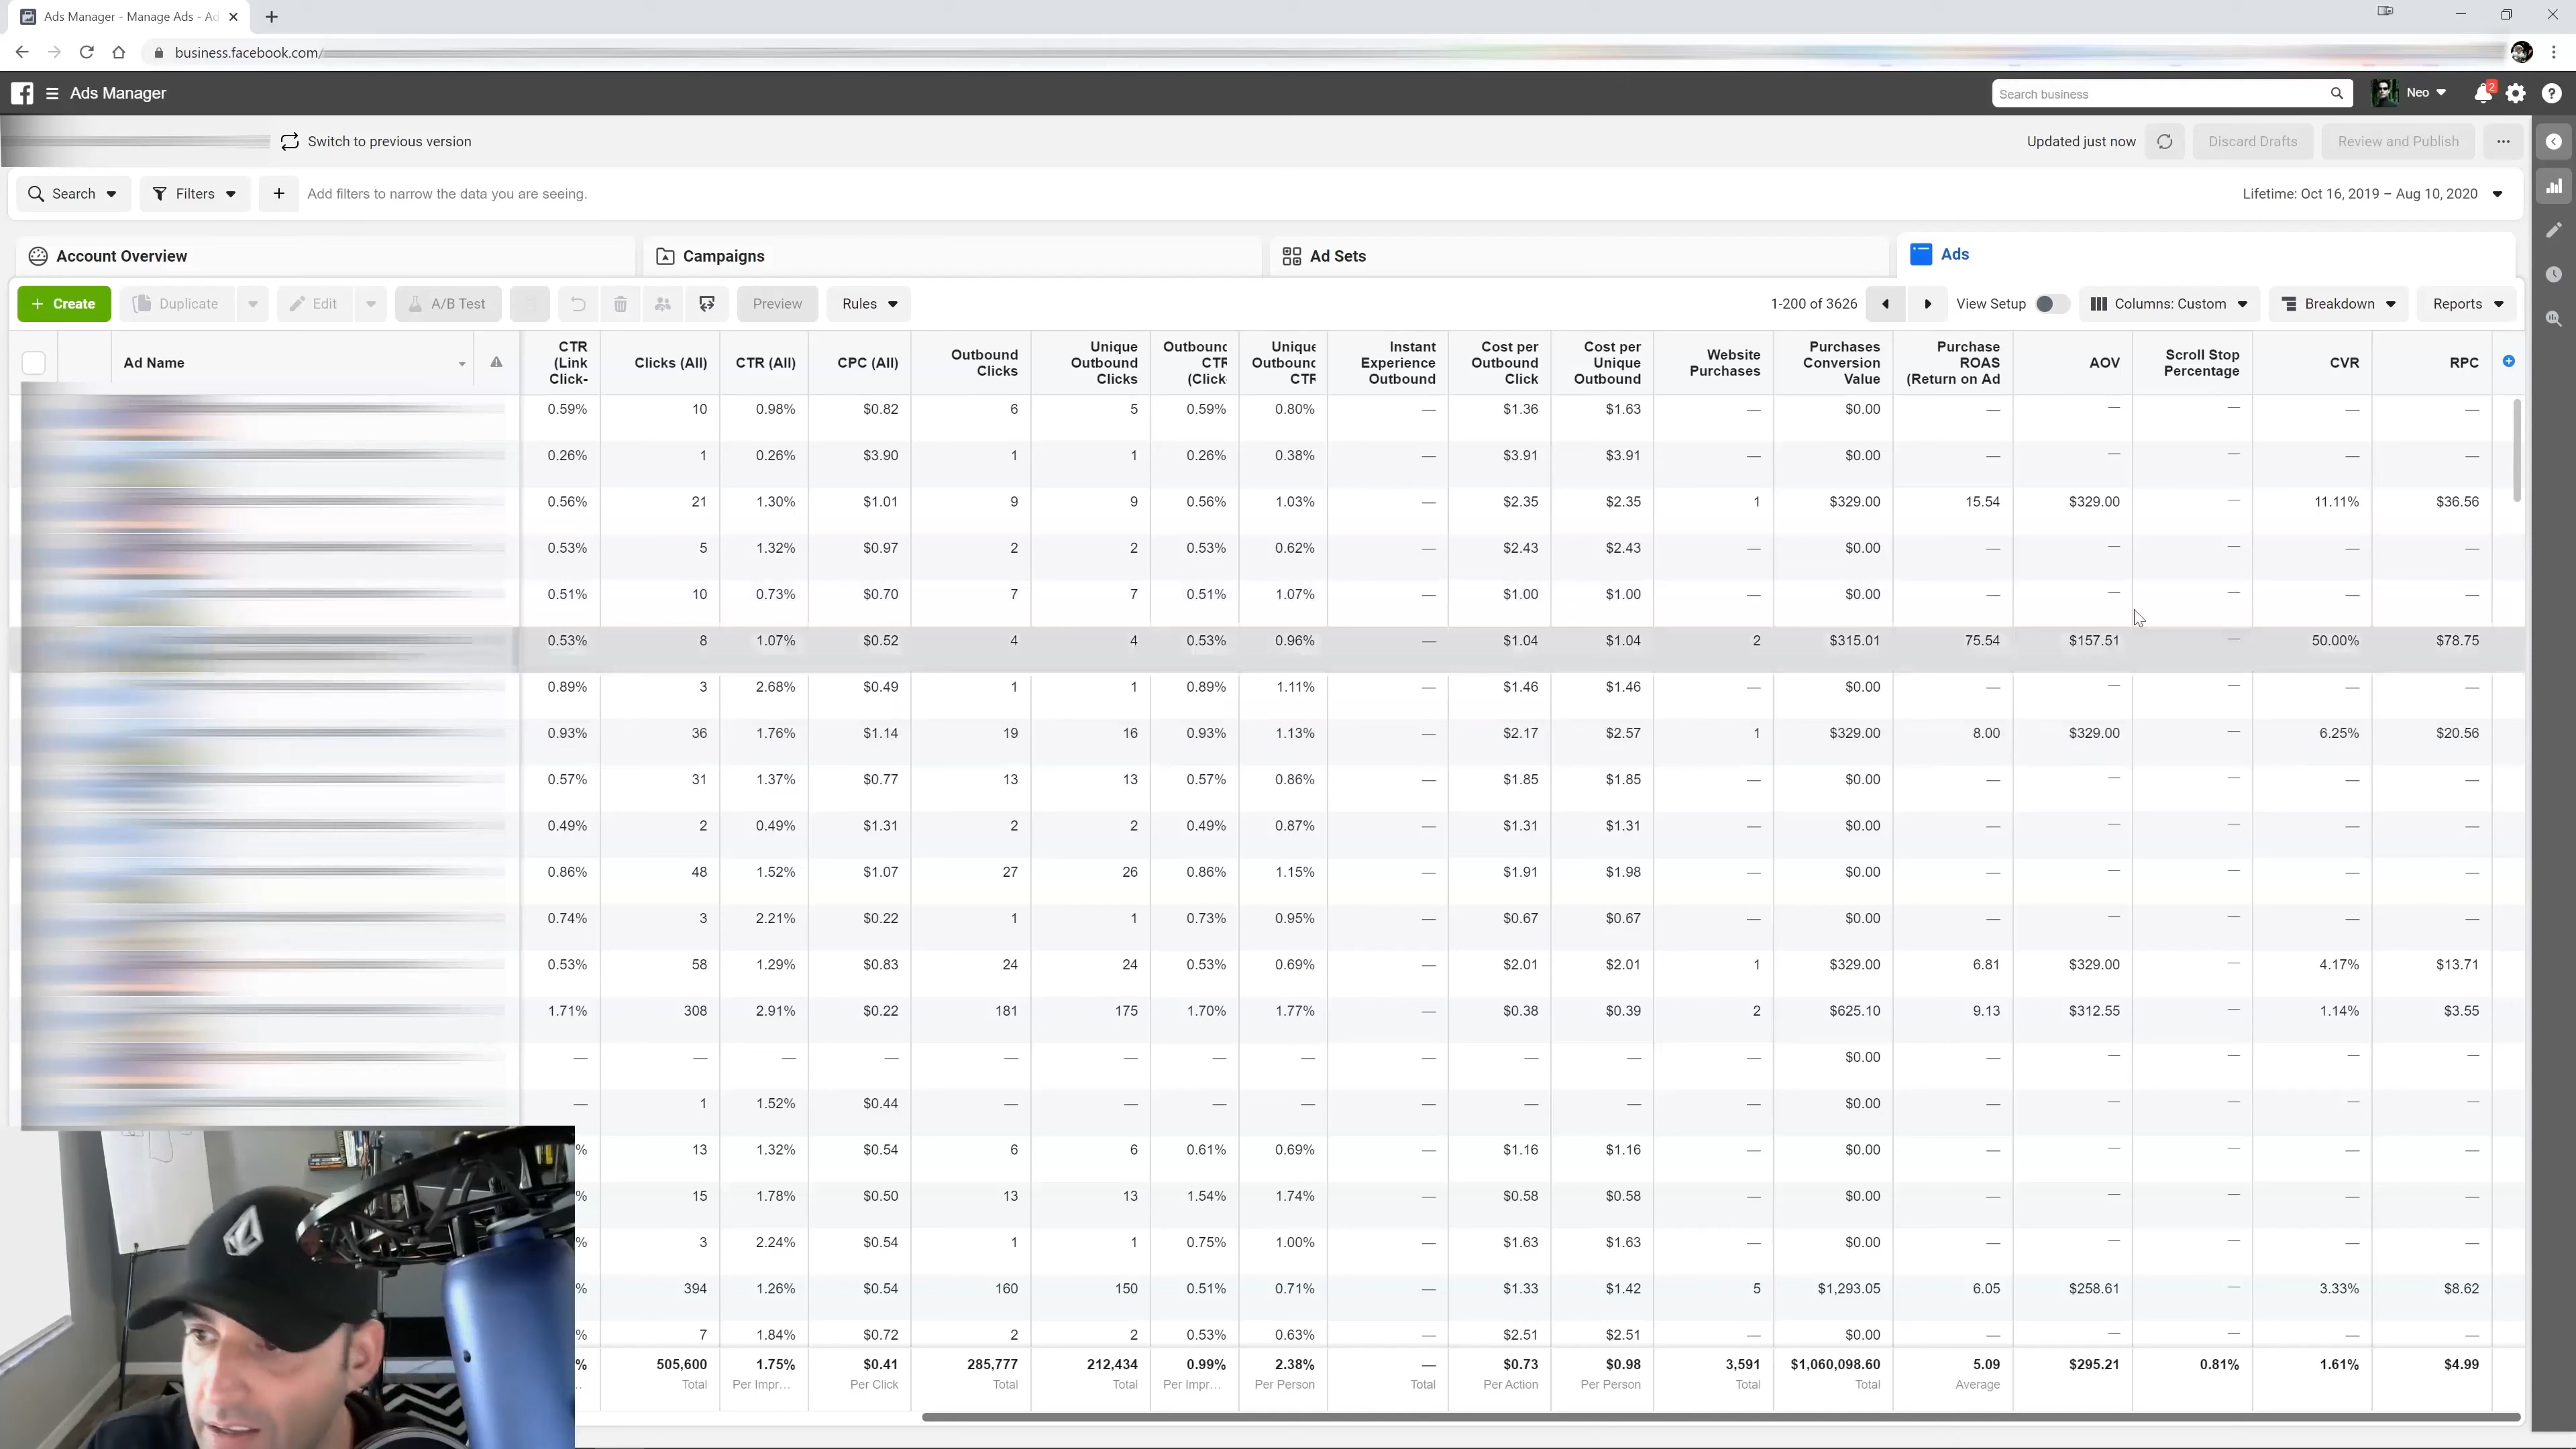 Ads Manager - Manage Ads - Ad
business.facebook.com/
Ads Manager
Search business
Neo
2
Switch to previous version
Updated just now
Discard Drafts
Review and Publish
Search
Filters
Add filters to narrow the data you are seeing.
Lifetime: Oct 16, 2019 – Aug 10, 2020
Account Overview
Campaigns
Ad Sets
Ads
+ Create
Duplicate
Edit
A/B Test
Preview
Rules
1-200 of 3626
View Setup
Columns: Custom
Breakdown
Reports
Ad Name
CTR (Link Click-
Clicks (All)
CTR (All)
CPC (All)
Outbound Clicks
Unique Outbound Clicks
Outbound CTR (Click-
Unique Outbound CTR
Instant Experience Outbound
Cost per Outbound Click
Cost per Unique Outbound
Website Purchases
Purchases Conversion Value
Purchase ROAS (Return on Ad
AOV
Scroll Stop Percentage
CVR
RPC
0.59% 10 0.98% $0.82 6 5 0.59% 0.80% — $1.36 $1.63 — $0.00 — — — — —
0.26% 1 0.26% $3.90 1 1 0.26% 0.38% — $3.91 $3.91 — $0.00 — — — — —
0.56% 21 1.30% $1.01 9 9 0.56% 1.03% — $2.35 $2.35 1 $329.00 15.54 $329.00 — 11.11% $36.56
0.53% 5 1.32% $0.97 2 2 0.53% 0.62% — $2.43 $2.43 — $0.00 — — — — —
0.51% 10 0.73% $0.70 7 7 0.51% 1.07% — $1.00 $1.00 — $0.00 — — — — —
0.53% 8 1.07% $0.52 4 4 0.53% 0.96% — $1.04 $1.04 2 $315.01 75.54 $157.51 — 50.00% $78.75
0.89% 3 2.68% $0.49 1 1 0.89% 1.11% — $1.46 $1.46 — $0.00 — — — — —
0.93% 36 1.76% $1.14 19 16 0.93% 1.13% — $2.17 $2.57 1 $329.00 8.00 $329.00 — 6.25% $20.56
0.57% 31 1.37% $0.77 13 13 0.57% 0.86% — $1.85 $1.85 — $0.00 — — — — —
0.49% 2 0.49% $1.31 2 2 0.49% 0.87% — $1.31 $1.31 — $0.00 — — — — —
0.86% 48 1.52% $1.07 27 26 0.86% 1.15% — $1.91 $1.98 — $0.00 — — — — —
0.74% 3 2.21% $0.22 1 1 0.73% 0.95% — $0.67 $0.67 — $0.00 — — — — —
0.53% 58 1.29% $0.83 24 24 0.53% 0.69% — $2.01 $2.01 1 $329.00 6.81 $329.00 — 4.17% $13.71
1.71% 308 2.91% $0.22 181 175 1.70% 1.77% — $0.38 $0.39 2 $625.10 9.13 $312.55 — 1.14% $3.55
— — — — — — — — — — — — $0.00 — — — — —
— 1 1.52% $0.44 — — — — — — — — $0.00 — — — — —
% 13 1.32% $0.54 6 6 0.61% 0.69% — $1.16 $1.16 — $0.00 — — — — —
% 15 1.78% $0.50 13 13 1.54% 1.74% — $0.58 $0.58 — $0.00 — — — — —
% 3 2.24% $0.54 1 1 0.75% 1.00% — $1.63 $1.63 — $0.00 — — — — —
% 394 1.26% $0.54 160 150 0.51% 0.71% — $1.33 $1.42 5 $1,293.05 6.05 $258.61 — 3.33% $8.62
% 7 1.84% $0.72 2 2 0.53% 0.63% — $2.51 $2.51 — $0.00 — — — — —
% 505,600 1.75% $0.41 285,777 212,434 0.99% 2.38% — $0.73 $0.98 3,591 $1,060,098.60 5.09 $295.21 0.81% 1.61% $4.99
... Total Per Impr... Per Click Total Total Per Impr... Per Person Total Per Action Per Person Total Total Average